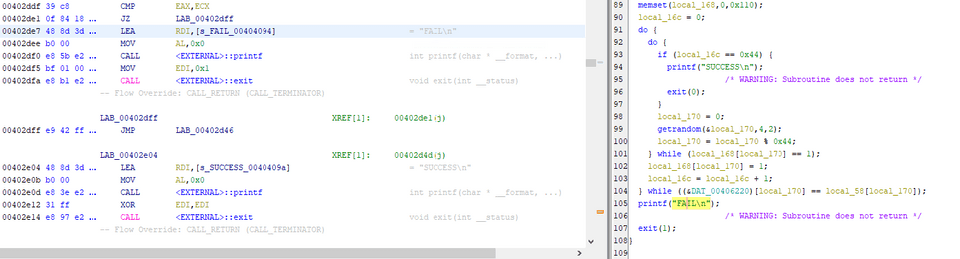 00402ddf 39 c8 CMP EAX,ECX
00402de1 0f 84 18 ... JZ LAB_00402dff
00402de7 48 8d 3d ... LEA RDI,[s_FAIL_00404094] = "FAIL\n"
00402dee b0 00 MOV AL,0x0
00402df0 e8 5b e2 ... CALL <EXTERNAL>::printf int printf(char * __format, ...)
00402df5 bf 01 00 ... MOV EDI,0x1
00402dfa e8 b1 e2 ... CALL <EXTERNAL>::exit void exit(int __status)
-- Flow Override: CALL_RETURN (CALL_TERMINATOR)
LAB_00402dff XREF[1]: 00402de1(j)
00402dff e9 42 ff ... JMP LAB_00402d46
LAB_00402e04 XREF[1]: 00402d4d(j)
00402e04 48 8d 3d ... LEA RDI,[s_SUCCESS_0040409a] = "SUCCESS\n"
00402e0b b0 00 MOV AL,0x0
00402e0d e8 3e e2 ... CALL <EXTERNAL>::printf int printf(char * __format, ...)
00402e12 31 ff XOR EDI,EDI
00402e14 e8 97 e2 ... CALL <EXTERNAL>::exit void exit(int __status)
-- Flow Override: CALL_RETURN (CALL_TERMINATOR)
89 memset(local_168,0,0x110);
90 local_16c = 0;
91 do {
92 do {
93 if (local_16c == 0x44) {
94 printf("SUCCESS\n");
95 /* WARNING: Subroutine does not return */
96 exit(0);
97 }
98 local_170 = 0;
99 getrandom(&local_170,4,2);
100 local_170 = local_170 % 0x44;
101 } while (local_168[local_170] == 1);
102 local_168[local_170] = 1;
103 local_16c = local_16c + 1;
104 } while ((&DAT_00406220)[local_170] == local_58[local_170]);
105 printf("FAIL\n");
106 /* WARNING: Subroutine does not return */
107 exit(1);
108 }
109